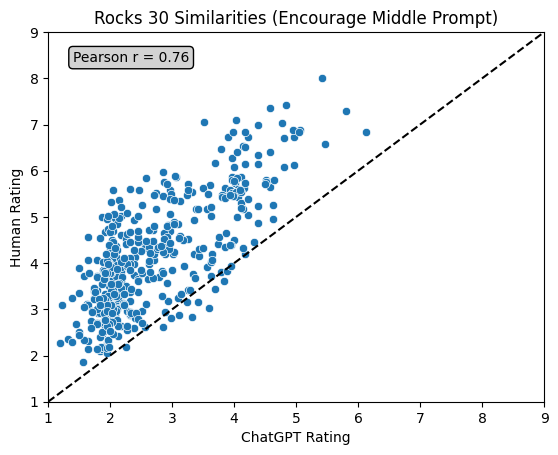 Rocks 30 Similarities (Encourage Middle Prompt)
Pearson r = 0.76
Human Rating
9
8
7
6
5
4
3
2
1
1 2 3 4 5 6 7 8 9
ChatGPT Rating